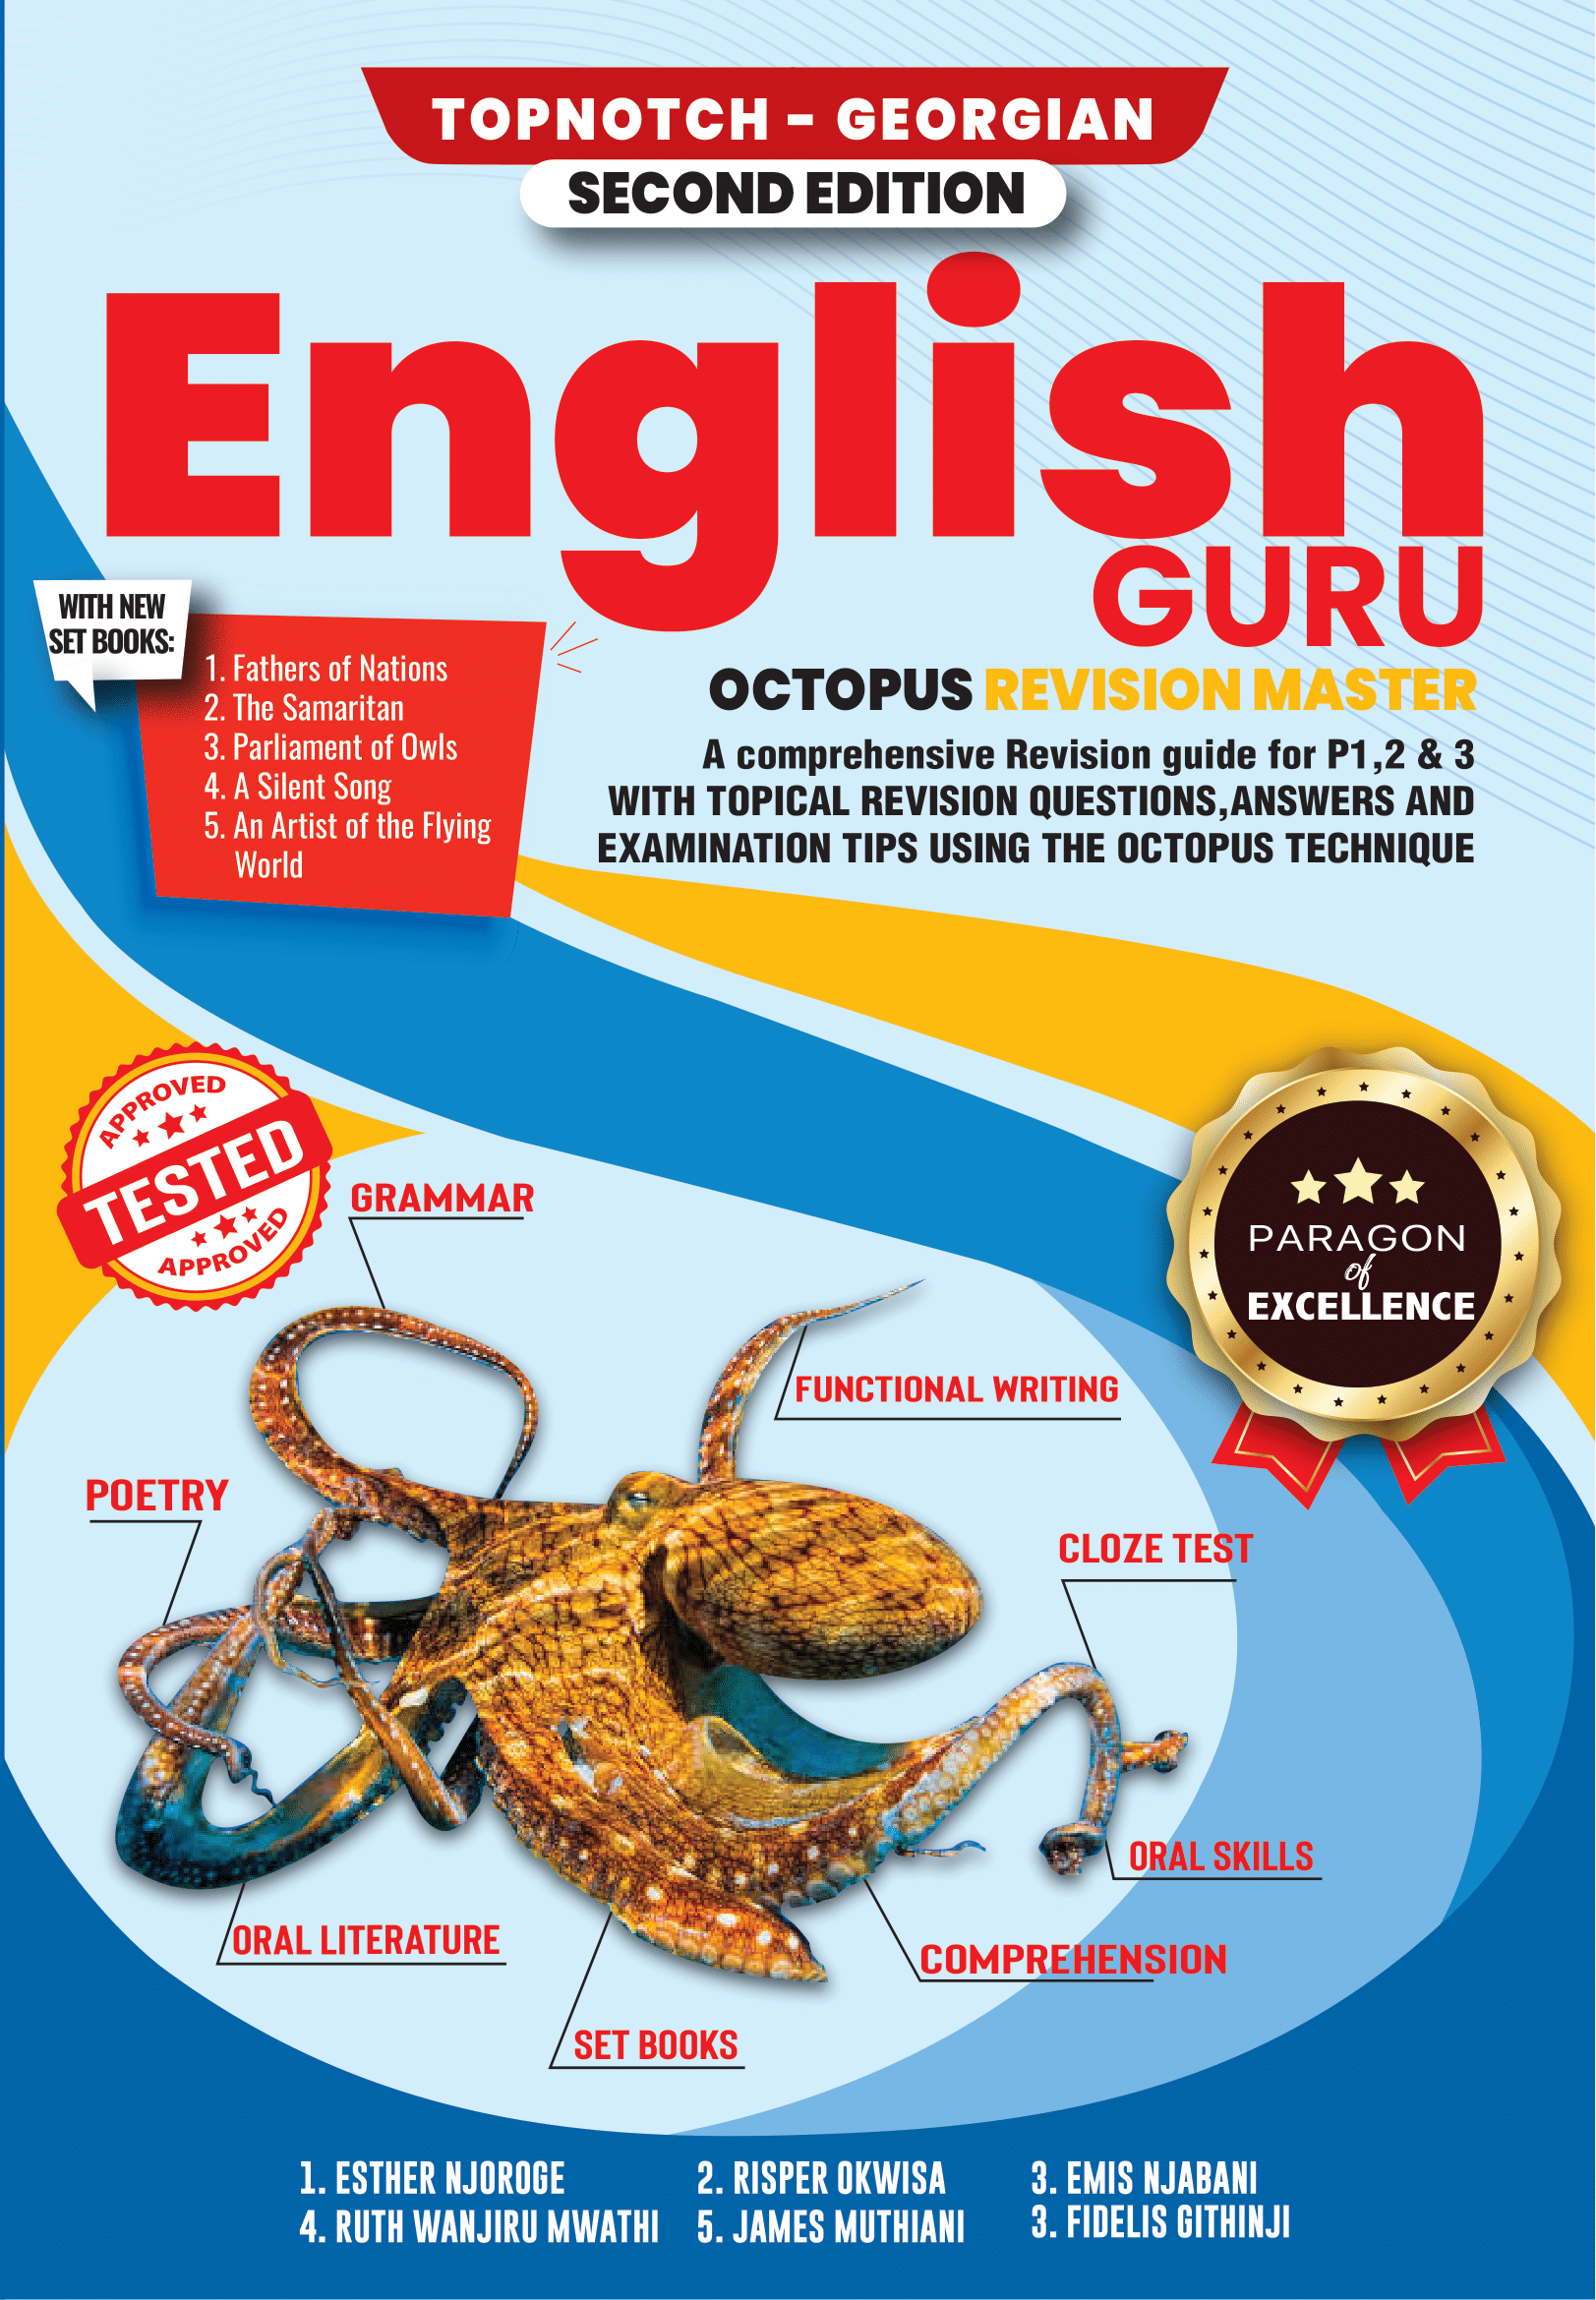 TOPNOTCH - GEORGIAN
SECOND EDITION
English
GURU
WITH NEW
SET BOOKS:
1. Fathers of Nations
2. The Samaritan
3. Parliament of Owls
4. A Silent Song
5. An Artist of the Flying
World
OCTOPUS REVISION MASTER
A comprehensive Revision guide for P1,2 & 3
WITH TOPICAL REVISION QUESTIONS,ANSWERS AND
EXAMINATION TIPS USING THE OCTOPUS TECHNIQUE
APPROVED
TESTED
APPROVED
PARAGON
of
EXCELLENCE
GRAMMAR
FUNCTIONAL WRITING
POETRY
CLOZE TEST
ORAL SKILLS
ORAL LITERATURE
COMPREHENSION
SET BOOKS
1. ESTHER NJOROGE
2. RISPER OKWISA
3. EMIS NJABANI
4. RUTH WANJIRU MWATHI
5. JAMES MUTHIANI
3. FIDELIS GITHINJI